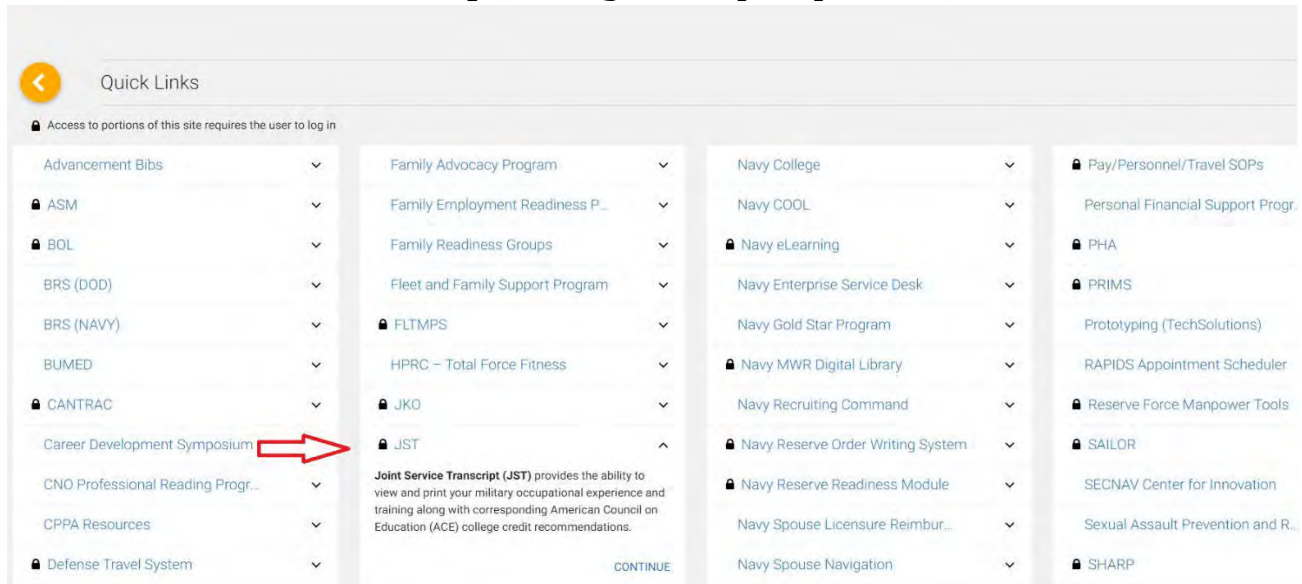 Quick Links
Access to portions of this site requires the user to log in
Advancement Bibs
ASM
BOL
BRS (DOD)
BRS (NAVY)
BUMED
CANTRAC
Career Development Symposium
CNO Professional Reading Progr...
CPPA Resources
Defense Travel System
Family Advocacy Program
Family Employment Readiness P...
Family Readiness Groups
Fleet and Family Support Program
FLTMPS
HPRC – Total Force Fitness
JKO
JST
Joint Service Transcript (JST) provides the ability to
view and print your military occupational experience and
training along with corresponding American Council on
Education (ACE) college credit recommendations.
CONTINUE
Navy College
Navy COOL
Navy eLearning
Navy Enterprise Service Desk
Navy Gold Star Program
Navy MWR Digital Library
Navy Recruiting Command
Navy Reserve Order Writing System
Navy Reserve Readiness Module
Navy Spouse Licensure Reimbur...
Navy Spouse Navigation
Pay/Personnel/Travel SOPs
Personal Financial Support Progr.
PHA
PRIMS
Prototyping (TechSolutions)
RAPIDS Appointment Scheduler
Reserve Force Manpower Tools
SAILOR
SECNAV Center for Innovation
Sexual Assault Prevention and R..
SHARP